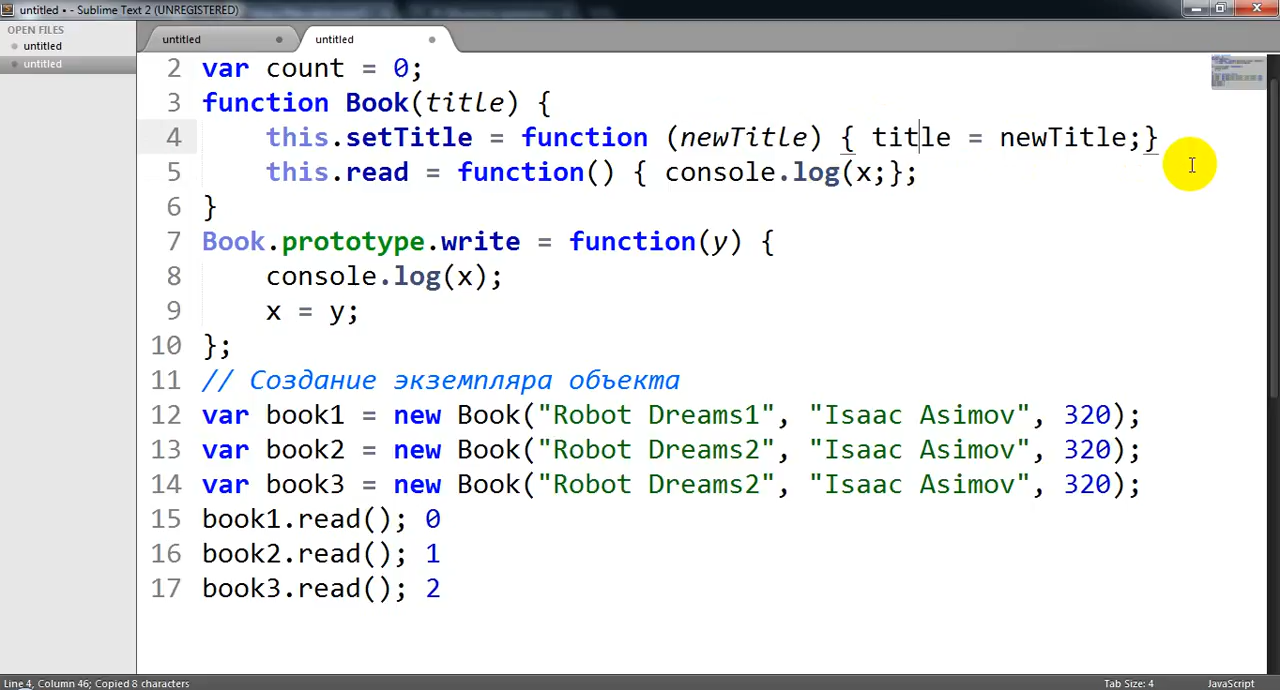 untitled • - Sublime Text 2 (UNREGISTERED)
OPEN FILES
untitled
untitled
untitled
untitled
2 var count = 0;
3 function Book(title) {
4 this.setTitle = function (newTitle) { title = newTitle;}
5 this.read = function() { console.log(x;};
6 }
7 Book.prototype.write = function(y) {
8 console.log(x);
9 x = y;
10 };
11 // Создание экземпляра объекта
12 var book1 = new Book("Robot Dreams1", "Isaac Asimov", 320);
13 var book2 = new Book("Robot Dreams2", "Isaac Asimov", 320);
14 var book3 = new Book("Robot Dreams2", "Isaac Asimov", 320);
15 book1.read(); 0
16 book2.read(); 1
17 book3.read(); 2
Line 4, Column 46; Copied 8 characters
Tab Size: 4
JavaScript